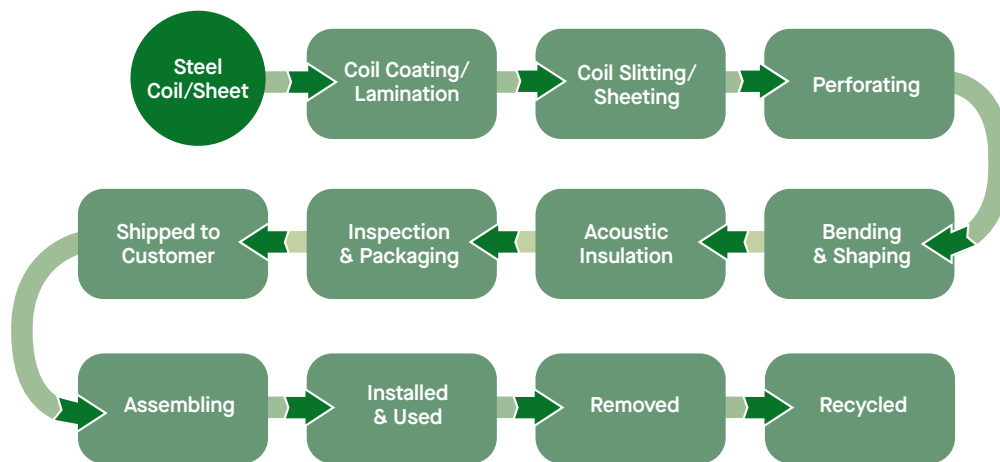 Steel
Coil/Sheet
Coil Coating/
Lamination
Coil Slitting/
Sheeting
Perforating
Bending
& Shaping
Acoustic
Insulation
Inspection
& Packaging
Shipped to
Customer
Assembling
Installed
& Used
Removed
Recycled